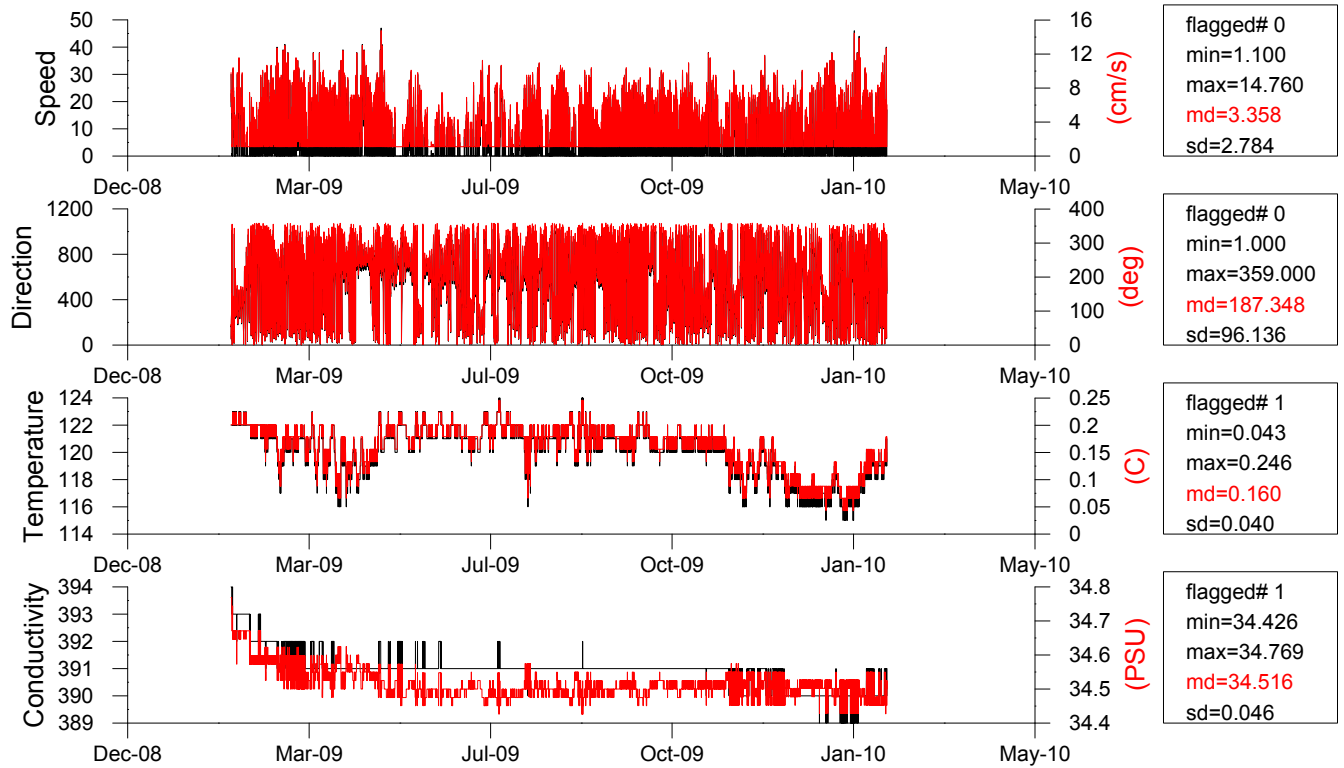 Speed
50
40
30
20
10
0
16
12
8
4
0
(cm/s)
Dec-08 Mar-09 Jul-09 Oct-09 Jan-10 May-10
flagged# 0
min=1.100
max=14.760
md=3.358
sd=2.784
Direction
1200
800
400
0
400
300
200
100
0
(deg)
Dec-08 Mar-09 Jul-09 Oct-09 Jan-10 May-10
flagged# 0
min=1.000
max=359.000
md=187.348
sd=96.136
Temperature
124
122
120
118
116
114
0.25
0.2
0.15
0.1
0.05
0
(C)
Dec-08 Mar-09 Jul-09 Oct-09 Jan-10 May-10
flagged# 1
min=0.043
max=0.246
md=0.160
sd=0.040
Conductivity
394
393
392
391
390
389
34.8
34.7
34.6
34.5
34.4
(PSU)
Dec-08 Mar-09 Jul-09 Oct-09 Jan-10 May-10
flagged# 1
min=34.426
max=34.769
md=34.516
sd=0.046